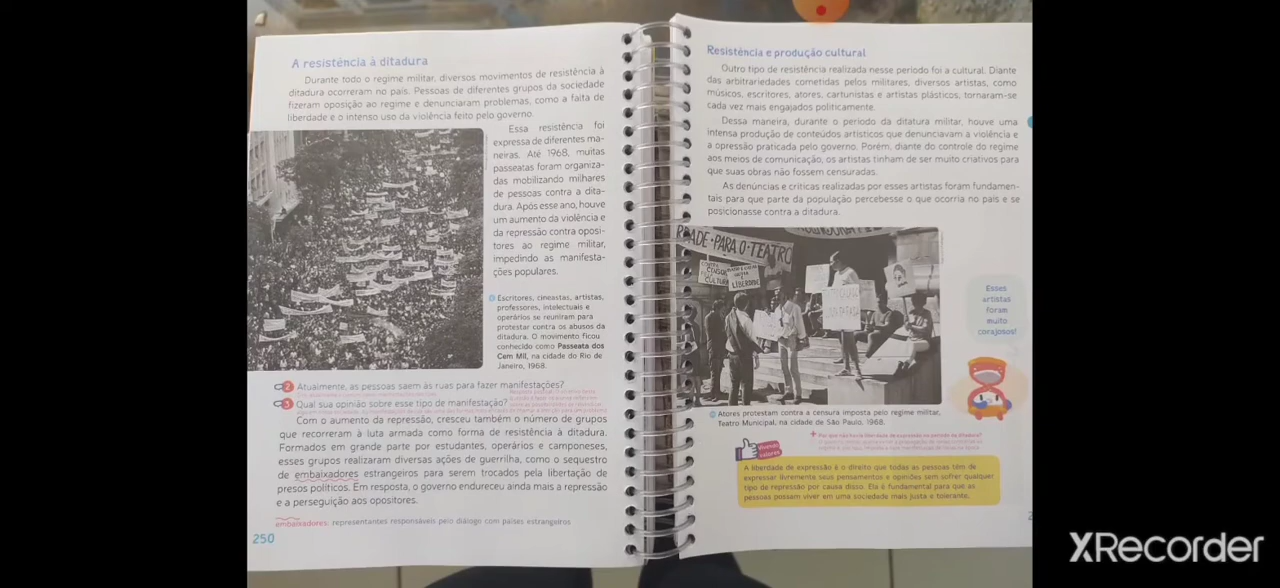 A resistência à ditadura
Durante todo o regime militar, diversos movimentos de resistência à
ditadura ocorreram no país. Pessoas de diferentes grupos da sociedade
fizeram oposição ao regime e denunciaram problemas, como a falta de
liberdade e o intenso uso da violência feito pelo governo.
Essa resistência foi
expressa de diferentes ma-
neiras. Até 1968, muitas
passeatas foram organiza-
das mobilizando milhares
de pessoas contra a dita-
dura. Após esse ano, houve
um aumento da violência e
da repressão contra oposi-
tores ao regime militar,
impedindo as manifesta-
ções populares.
Escritores, cineastas, artistas,
professores, intelectuais e
operários se reuniram para
protestar contra os abusos da
ditadura. O movimento ficou
conhecido como Passeata dos
Cem Mil, na cidade do Rio de
Janeiro, 1968.
2 Atualmente, as pessoas saem às ruas para fazer manifestações?
3 Qual sua opinião sobre esse tipo de manifestação?
Com o aumento da repressão, cresceu também o número de grupos
que recorreram à luta armada como forma de resistência à ditadura.
Formados em grande parte por estudantes, operários e camponeses,
esses grupos realizaram diversas ações de guerrilha, como o sequestro
de embaixadores estrangeiros para serem trocados pela libertação de
presos políticos. Em resposta, o governo endureceu ainda mais a repressão
e a perseguição aos opositores.
embaixadores: representantes responsáveis pelo diálogo com países estrangeiros
250
Resistência e produção cultural
Outro tipo de resistência realizada nesse período foi a cultural. Diante
das arbitrariedades cometidas pelos militares, diversos artistas, como
músicos, escritores, atores, cartunistas e artistas plásticos, tornaram-se
cada vez mais engajados politicamente.
Dessa maneira, durante o período da ditatura militar, houve uma
intensa produção de conteúdos artísticos que denunciavam a violência e
a opressão praticada pelo governo. Porém, diante do controle do regime
aos meios de comunicação, os artistas tinham de ser muito criativos para
que suas obras não fossem censuradas.
As denúncias e críticas realizadas por esses artistas foram fundamen-
tais para que parte da população percebesse o que ocorria no país e se
posicionasse contra a ditadura.
RDADE·PARA O·TEATRO
CONTRA
CULTURA
LIBERDADE
Esses
artistas
foram
muito
corajosos!
Atores protestam contra a censura imposta pelo regime militar,
Teatro Municipal, na cidade de São Paulo, 1968.
+ Por que não havia liberdade de expressão no período da ditadura?
Vivenciar valores
A liberdade de expressão é o direito que todas as pessoas têm de
expressar livremente seus pensamentos e opiniões sem sofrer qualquer
tipo de repressão por causa disso. Ela é fundamental para que as
pessoas possam viver em uma sociedade mais justa e tolerante.
XRecorder